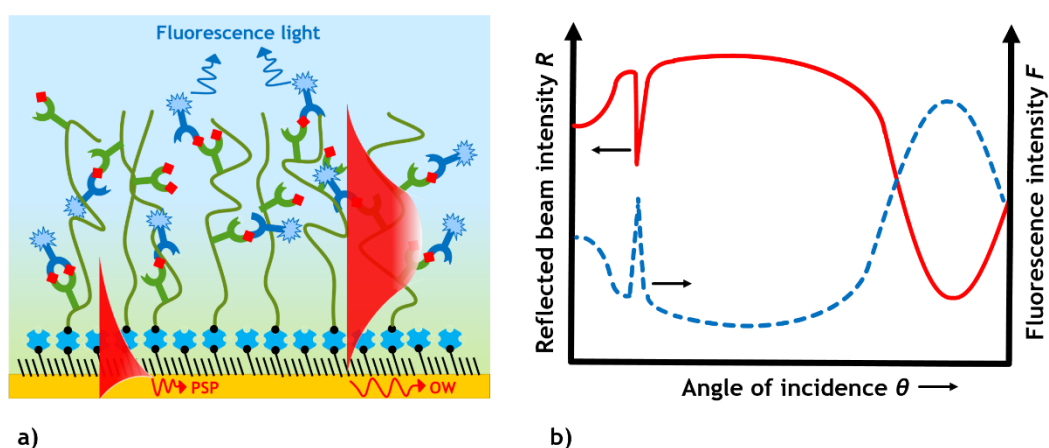 Fluorescence light
PSP
OW
a)
Reflected beam intensity R
Fluorescence intensity F
Angle of incidence θ
b)